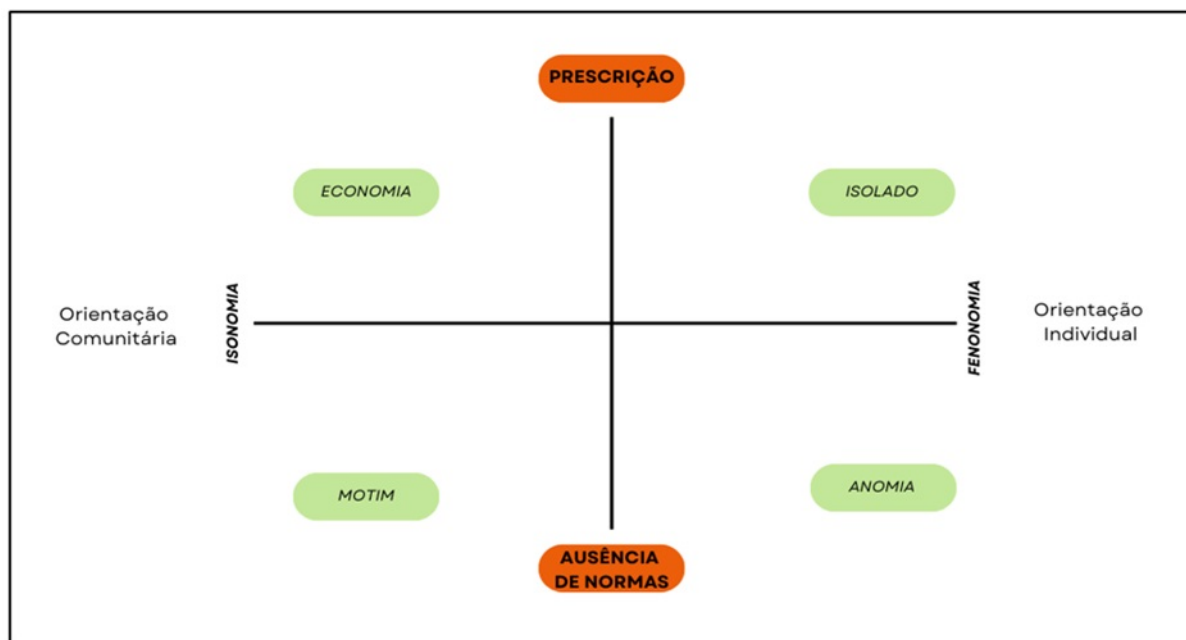 PRESCRIÇÃO
ECONOMIA
ISOLADO
Orientação
Comunitária
ISONOMIA
FENONOMIA
Orientação
Individual
MOTIM
ANOMIA
AUSÊNCIA
DE NORMAS